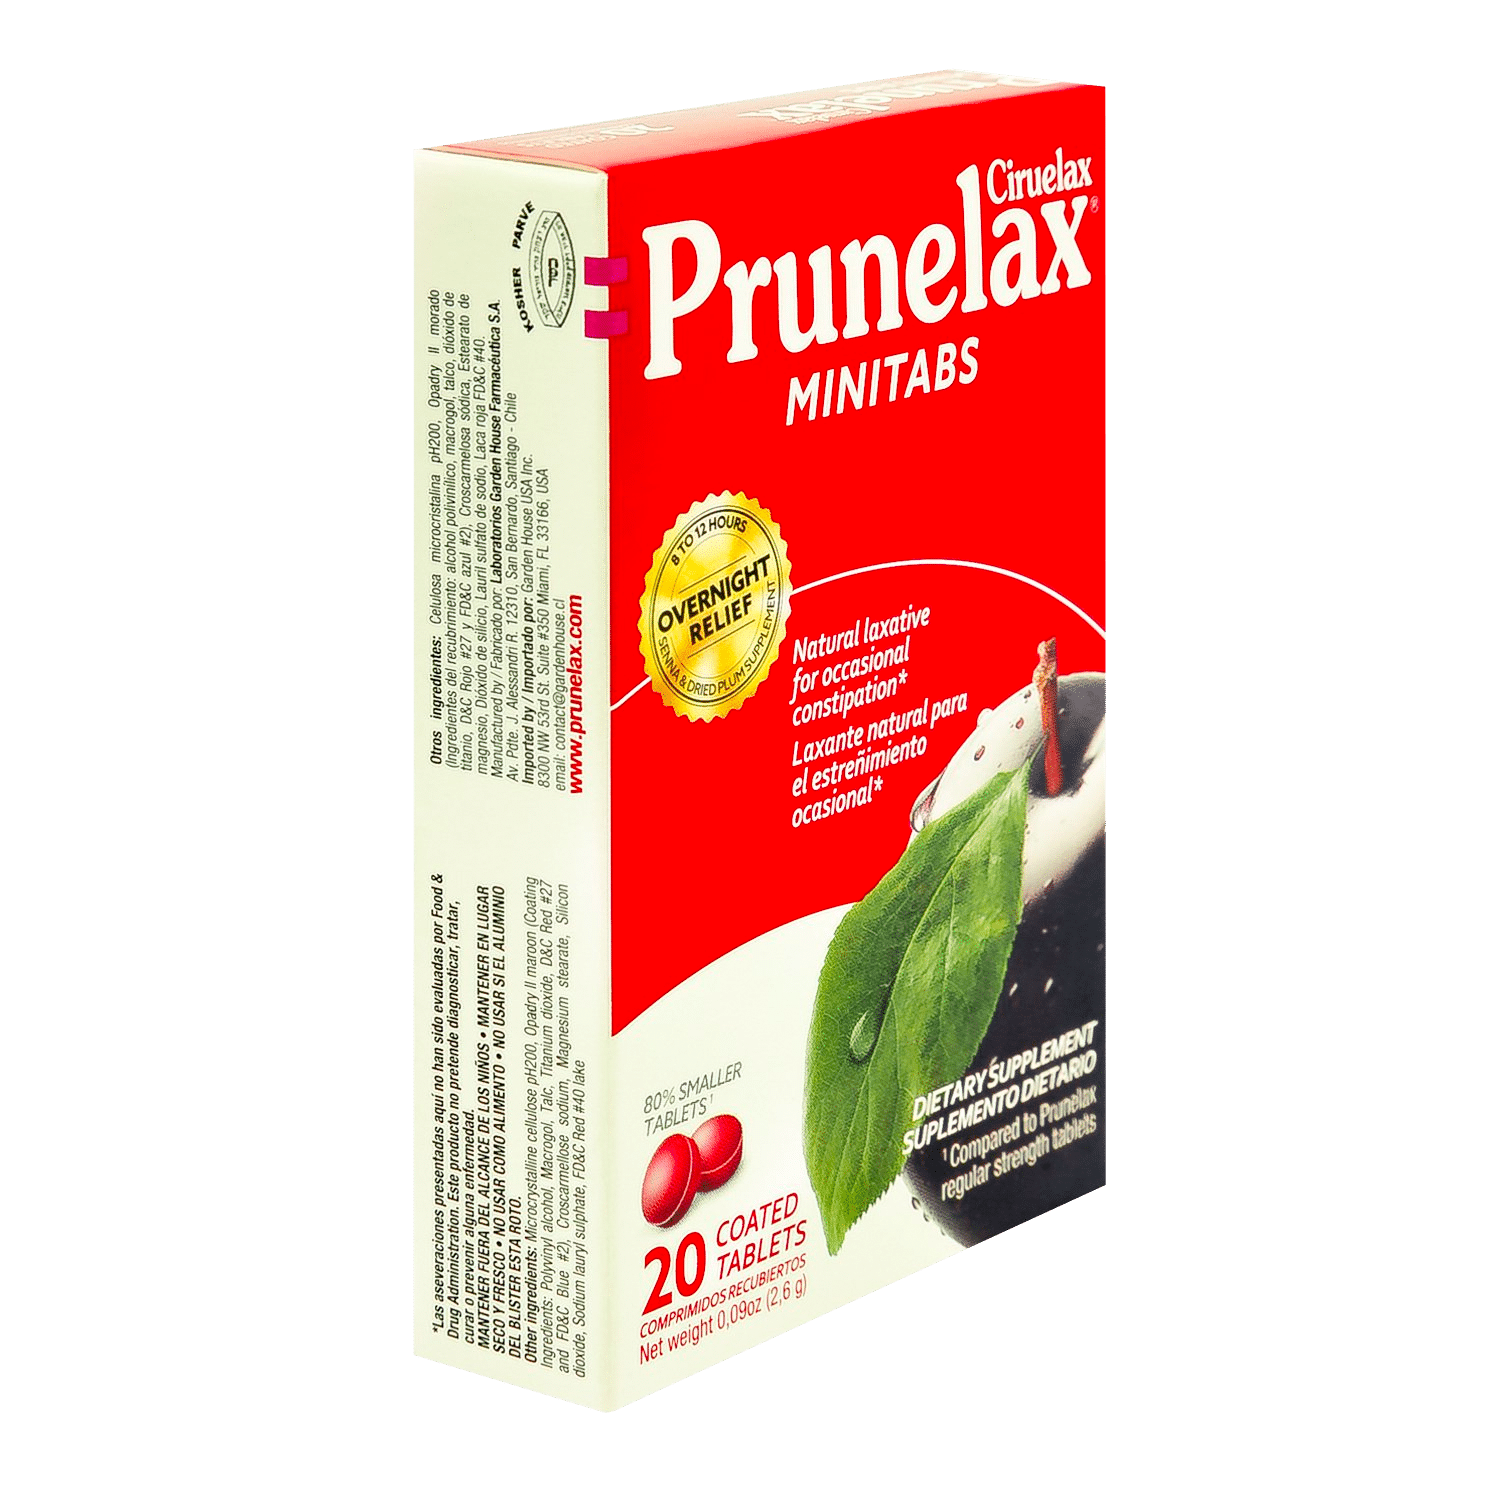 Ciruelax
Prunelax®
MINITABS
8 TO 12 HOURS
OVERNIGHT
RELIEF
SENNA & DRIED PLUM SUPPLEMENT
Natural laxative
for occasional
constipation*
Laxante natural para
el estreñimiento
ocasional*
80% SMALLER
TABLETS¹
20 COATED
TABLETS
COMPRIMIDOS RECUBIERTOS
Net weight 0,09oz (2,6 g)
DIETARY SUPPLEMENT
SUPLEMENTO DIETARIO
¹Compared to Prunelax
regular strength tablets
KOSHER PARVE
כשר
Otros ingredientes: Celulosa microcristalina pH200, Opadry II morado
(Ingredientes del recubrimiento: alcohol polivinílico, macrogol, talco, dióxido de
titanio, D&C Rojo #27 y FD&C azul #2), Croscarmelosa sódica, Estearato de
magnesio, Dióxido de silicio, Lauril sulfato de sodio, Laca roja FD&C #40.
Manufactured by / Fabricado por: Laboratorios Garden House Farmacéutica S.A.
Av. Pdte. J. Alessandri R. 12310, San Bernardo, Santiago - Chile
Imported by / Importado por: Garden House USA Inc.
8300 NW 53rd St. Suite #350 Miami, FL 33166, USA
email: contact@gardenhouse.cl
www.prunelax.com
*Las aseveraciones presentadas aquí no han sido evaluadas por Food &
Drug Administration. Este producto no pretende diagnosticar, tratar,
curar o prevenir alguna enfermedad.
MANTENER FUERA DEL ALCANCE DE LOS NIÑOS • MANTENER EN LUGAR
SECO Y FRESCO • NO USAR COMO ALIMENTO • NO USAR SI EL ALUMINIO
DEL BLISTER ESTA ROTO.
Other ingredients: Microcrystalline cellulose pH200, Opadry II maroon (Coating
Ingredients: Polyvinyl alcohol, Macrogol, Talc, Titanium dioxide, D&C Red #27
and FD&C Blue #2), Croscarmellose sodium, Magnesium stearate, Silicon
dioxide, Sodium lauryl sulphate, FD&C Red #40 lake